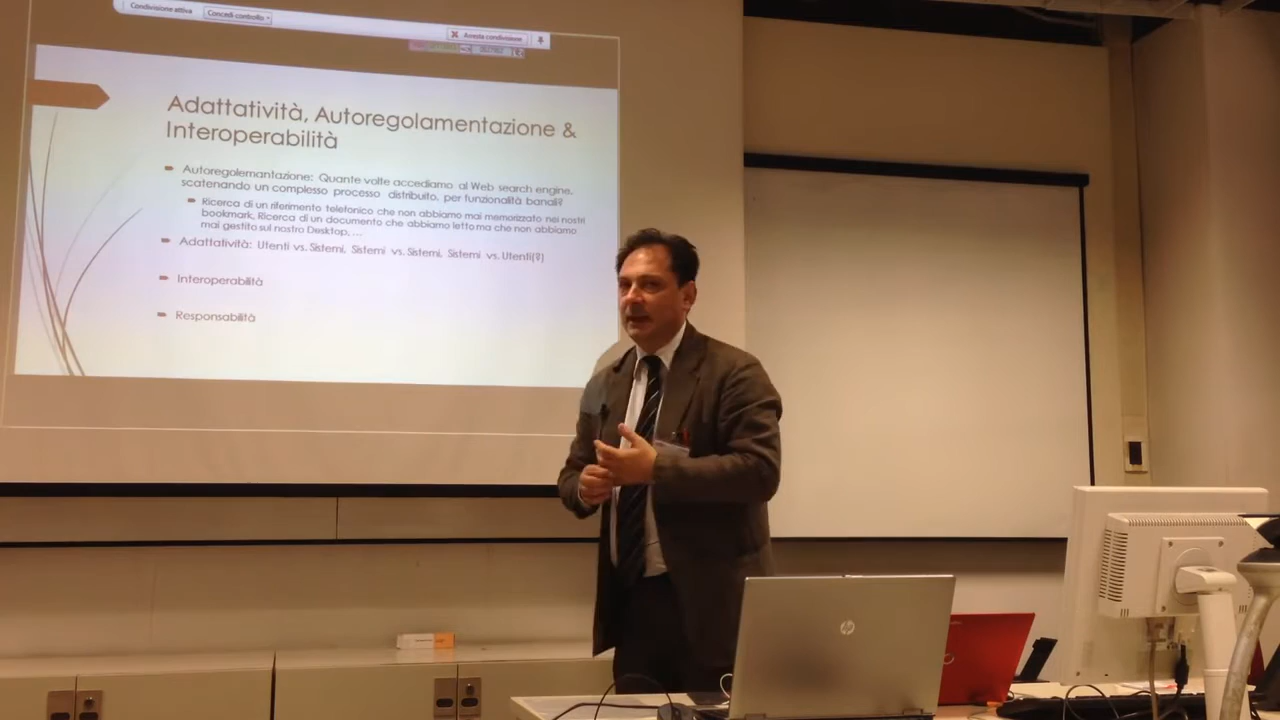 Condivisione attiva
Concedi controllo
Arresta condivisione
Adattatività, Autoregolamentazione &
Interoperabilità
Autoregolemantazione: Quante volte accediamo al Web search engine,
scatenando un complesso processo distribuito, per funzionalità banali?
Ricerca di un riferimento telefonico che non abbiamo mai memorizzato nei nostri
bookmark, Ricerca di un documento che abbiamo letto ma che non abbiamo
mai gestito sul nostro Desktop, ...
Adattatività: Utenti vs. Sistemi, Sistemi vs. Sistemi, Sistemi vs. Utenti(?)
Interoperabilità
Responsabilità
hp